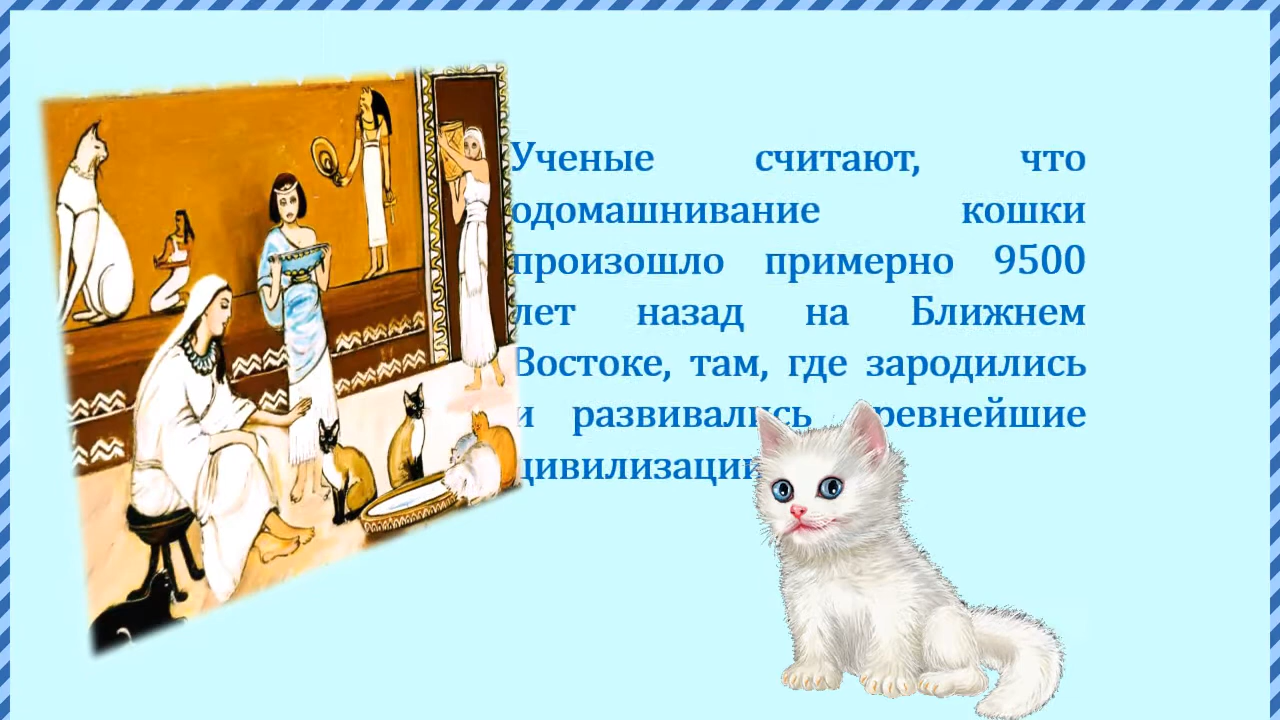 Ученые считают, что
одомашнивание кошки
произошло примерно 9500
лет назад на Ближнем
Востоке, там, где зародились
и развивались древнейшие
цивилизации